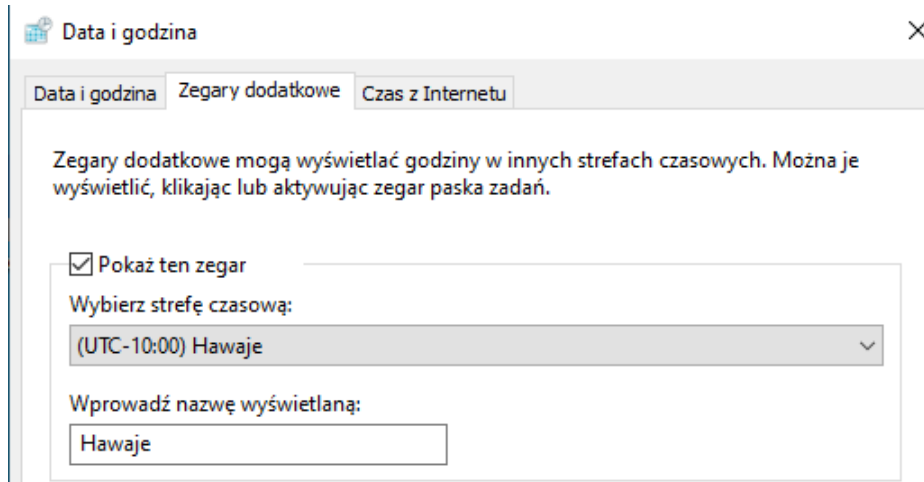 Data i godzina
Data i godzina Zegary dodatkowe Czas z Internetu
Zegary dodatkowe mogą wyświetlać godziny w innych strefach czasowych. Można je
wyświetlić, klikając lub aktywując zegar paska zadań.
Pokaż ten zegar
Wybierz strefę czasową:
(UTC-10:00) Hawaje
Wprowadź nazwę wyświetlaną:
Hawaje